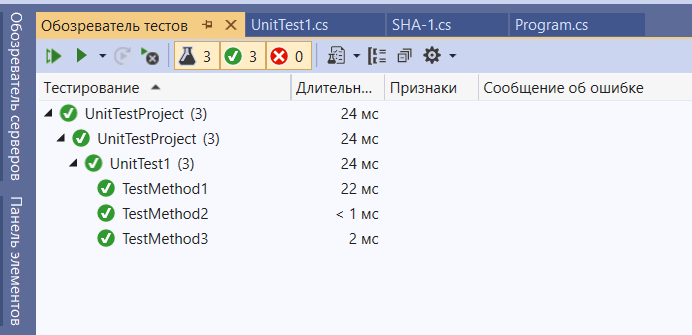 Обозреватель серверов
Панель элементов
Обозреватель тестов
UnitTest1.cs
SHA-1.cs
Program.cs
3
3
0
Тестирование Длительн... Признаки Сообщение об ошибке
UnitTestProject (3) 24 мс
UnitTestProject (3) 24 мс
UnitTest1 (3) 24 мс
TestMethod1 22 мс
TestMethod2 < 1 мс
TestMethod3 2 мс